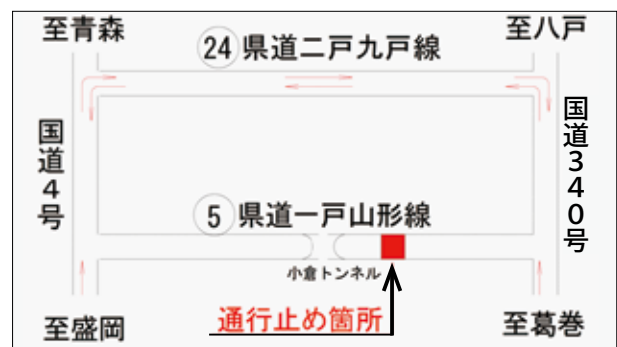 至青森
至八戸
24 県道二戸九戸線
国道4号
国道340号
5 県道一戸山形線
小倉トンネル
通行止め箇所
至盛岡
至葛巻